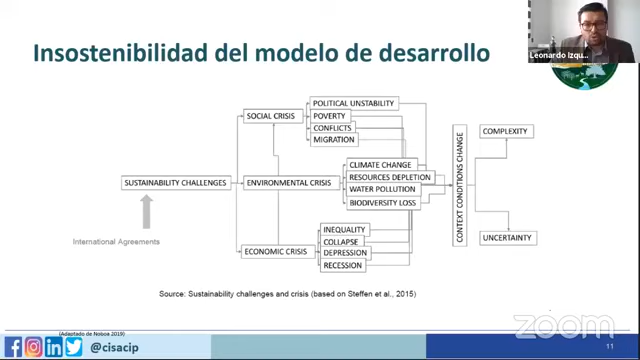 Insostenibilidad del modelo de desarrollo
Leonardo Izqu...
SOCIAL CRISIS
POLITICAL UNSTABILITY
POVERTY
CONFLICTS
MIGRATION
SUSTAINABILITY CHALLENGES
ENVIRONMENTAL CRISIS
CLIMATE CHANGE
RESOURCES DEPLETION
WATER POLLUTION
BIODIVERSITY LOSS
International Agreements
ECONOMIC CRISIS
INEQUALITY
COLLAPSE
DEPRESSION
RECESSION
CONTEXT CONDITIONS CHANGE
COMPLEXITY
UNCERTAINTY
Source: Sustainability challenges and crisis (based on Steffen et al., 2015)
(Adaptado de Noboa 2019)
@cisacip
zoom
11